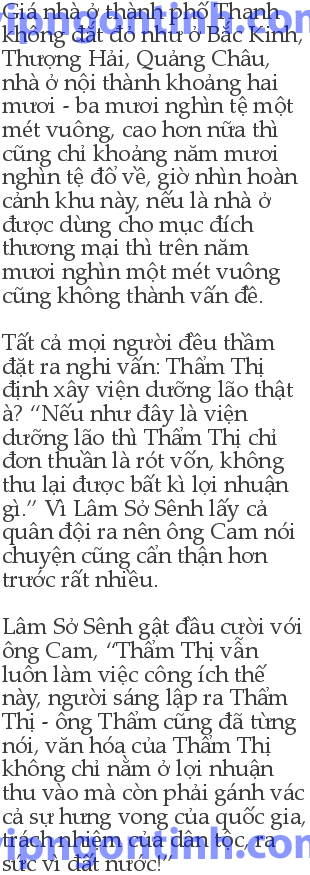 Giá nhà ở thành phố Thanh
không đắt đỏ như ở Bắc Kinh,
Thượng Hải, Quảng Châu,
nhà ở nội thành khoảng hai
mươi - ba mươi nghìn tệ một
mét vuông, cao hơn nữa thì
cũng chỉ khoảng năm mươi
nghìn tệ đổ về, giờ nhìn hoàn
cảnh khu này, nếu là nhà ở
được dùng cho mục đích
thương mại thì trên năm
mươi nghìn một mét vuông
cũng không thành vấn đề.
Tất cả mọi người đều thầm
đặt ra nghi vấn: Thẩm Thị
định xây viện dưỡng lão thật
à? “Nếu như đây là viện
dưỡng lão thì Thẩm Thị chỉ
đơn thuần là rót vốn, không
thu lại được bất kì lợi nhuận
gì.” Vì Lâm Sở Sênh lấy cả
quân đội ra nên ông Cam nói
chuyện cũng cẩn thận hơn
trước rất nhiều.
Lâm Sở Sênh gật đầu cười với
ông Cam, “Thẩm Thị vẫn
luôn làm việc công ích thế
này, người sáng lập ra Thẩm
Thị - ông Thẩm cũng đã từng
nói, văn hóa của Thẩm Thị
không chỉ nằm ở lợi nhuận
thu vào mà còn phải gánh vác
cả sự hưng vong của quốc gia,
trách nhiệm của dân tộc, ra
sức vì đất nước!”
vipngontinh.com